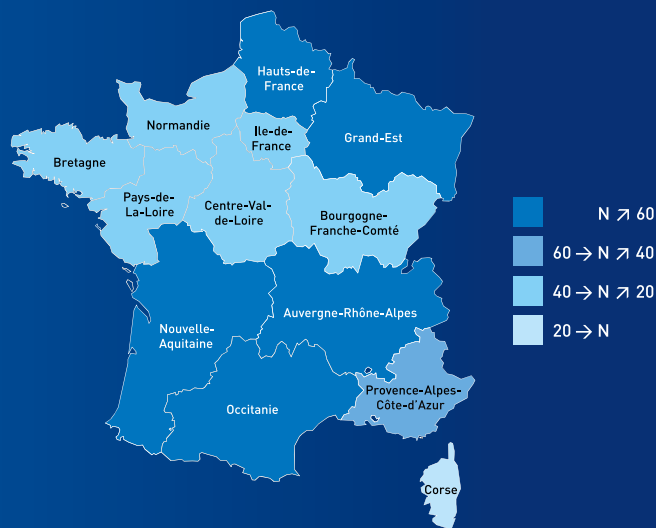 Hauts-de-
France
Normandie
Ile-de-
France
Grand-Est
Bretagne
Pays-de-
La-Loire
Centre-Val-
de-Loire
Bourgogne-
Franche-Comté
N ↗ 60
60 → N ↗ 40
40 → N ↗ 20
20 → N
Auvergne-Rhône-Alpes
Nouvelle-
Aquitaine
Provence-Alpes-
Côte-d'Azur
Occitanie
Corse